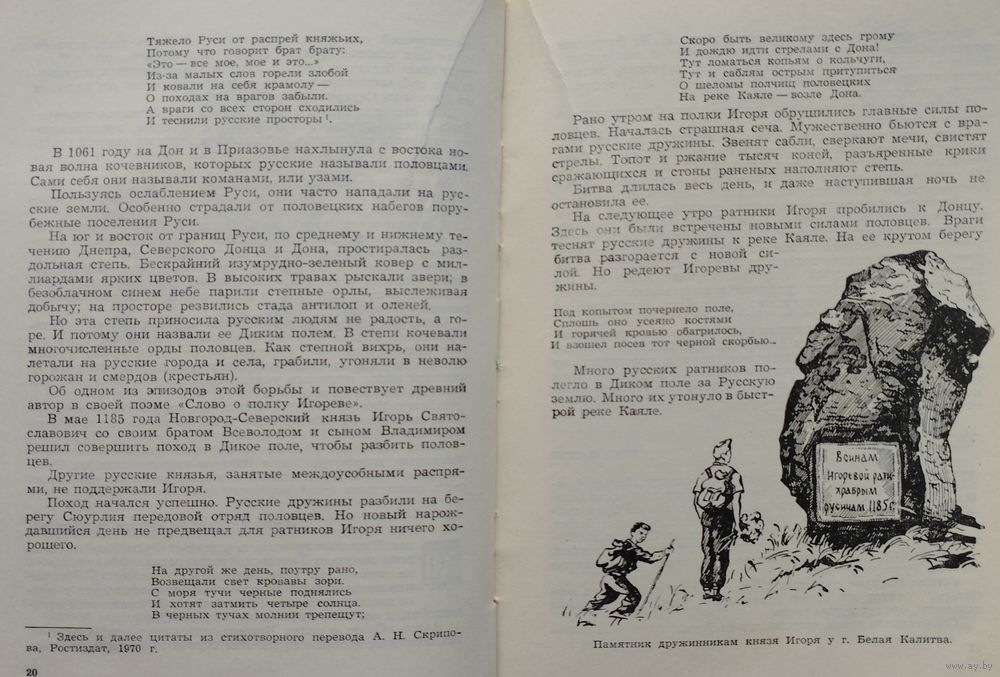 Тяжело Руси от распрей княжьих,
Потому что говорит брат брату:
«Это — все мое, мое и это...»
Из-за малых слов горели злобой
И ковали на себя крамолу —
О походах на врагов забыли.
А враги со всех сторон сходились
И теснили русские просторы¹.
В 1061 году на Дон и в Приазовье нахлынула с востока но-
вая волна кочевников, которых русские называли половцами.
Сами себя они называли команами, или узами.
Пользуясь ослаблением Руси, они часто нападали на рус-
ские земли. Особенно страдали от половецких набегов пору-
бежные поселения Руси.
На юг и восток от границ Руси, по среднему и нижнему те-
чению Днепра, Северского Донца и Дона, простиралась раз-
дольная степь. Бескрайний изумрудно-зеленый ковер с мил-
лиардами ярких цветов. В высоких травах рыскали звери; в
безоблачном синем небе парили степные орлы, выслеживая
добычу; на просторе резвились стада антилоп и оленей.
Но эта степь приносила русским людям не радость, а го-
ре. И потому они назвали ее Диким полем. В степи кочевали
многочисленные орды половцев. Как степной вихрь, они на-
летали на русские города и села, грабили, угоняли в неволю
горожан и смердов (крестьян).
Об одном из эпизодов этой борьбы и повествует древний
автор в своей поэме «Слово о полку Игореве».
В мае 1185 года Новгород-Северский князь Игорь Свято-
славович со своим братом Всеволодом и сыном Владимиром
решил совершить поход в Дикое поле, чтобы разбить полов-
цев.
Другие русские князья, занятые междоусобными распря-
ми, не поддержали Игоря.
Поход начался успешно. Русские дружины разбили на бе-
регу Сюурлия передовой отряд половцев. Но новый нарож-
давшийся день не предвещал для ратников Игоря ничего хо-
рошего.
На другой же день, поутру рано,
Возвещали свет кровавы зори.
С моря тучи черные поднялись
И хотят затмить четыре солнца.
В черных тучах молнии трепещут;
¹ Здесь и далее цитаты из стихотворного перевода А. Н. Скрипо-
ва, Ростиздат, 1970 г.
20
Скоро быть великому здесь грому
И дождю идти стрелами с Дона!
Тут ломаться копьям о кольчуги,
Тут и саблям острым притупиться
О шеломы полчищ половецких
На реке Каяле — возле Дона.
Рано утром на полки Игоря обрушились главные силы по-
ловцев. Началась страшная сеча. Мужественно бьются с вра-
гами русские дружины. Звенят сабли, сверкают мечи, свистят
стрелы. Топот и ржание тысяч коней, разъяренные крики
сражающихся и стоны раненых наполняют степь.
Битва длилась весь день, и даже наступившая ночь не
остановила ее.
На следующее утро ратники Игоря пробились к Донцу.
Здесь они были встречены новыми силами половцев. Враги
теснят русские дружины к реке Каяле. На ее крутом берегу
битва разгорается с новой си-
лой. Но редеют Игоревы дру-
жины.
Под копытом почернело поле,
Сплошь оно усеяно костями
И горячей кровью обагрилось,
И взошел посев тот черной скорбью...
Много русских ратников по-
легло в Диком поле за Русскую
землю. Много их утонуло в быст-
рой реке Каяле.
Воинам
Игоревой рати-
храбрым
русичам 1185 г.
Памятник дружинникам князя Игоря у г. Белая Калитва.
www.ay.by